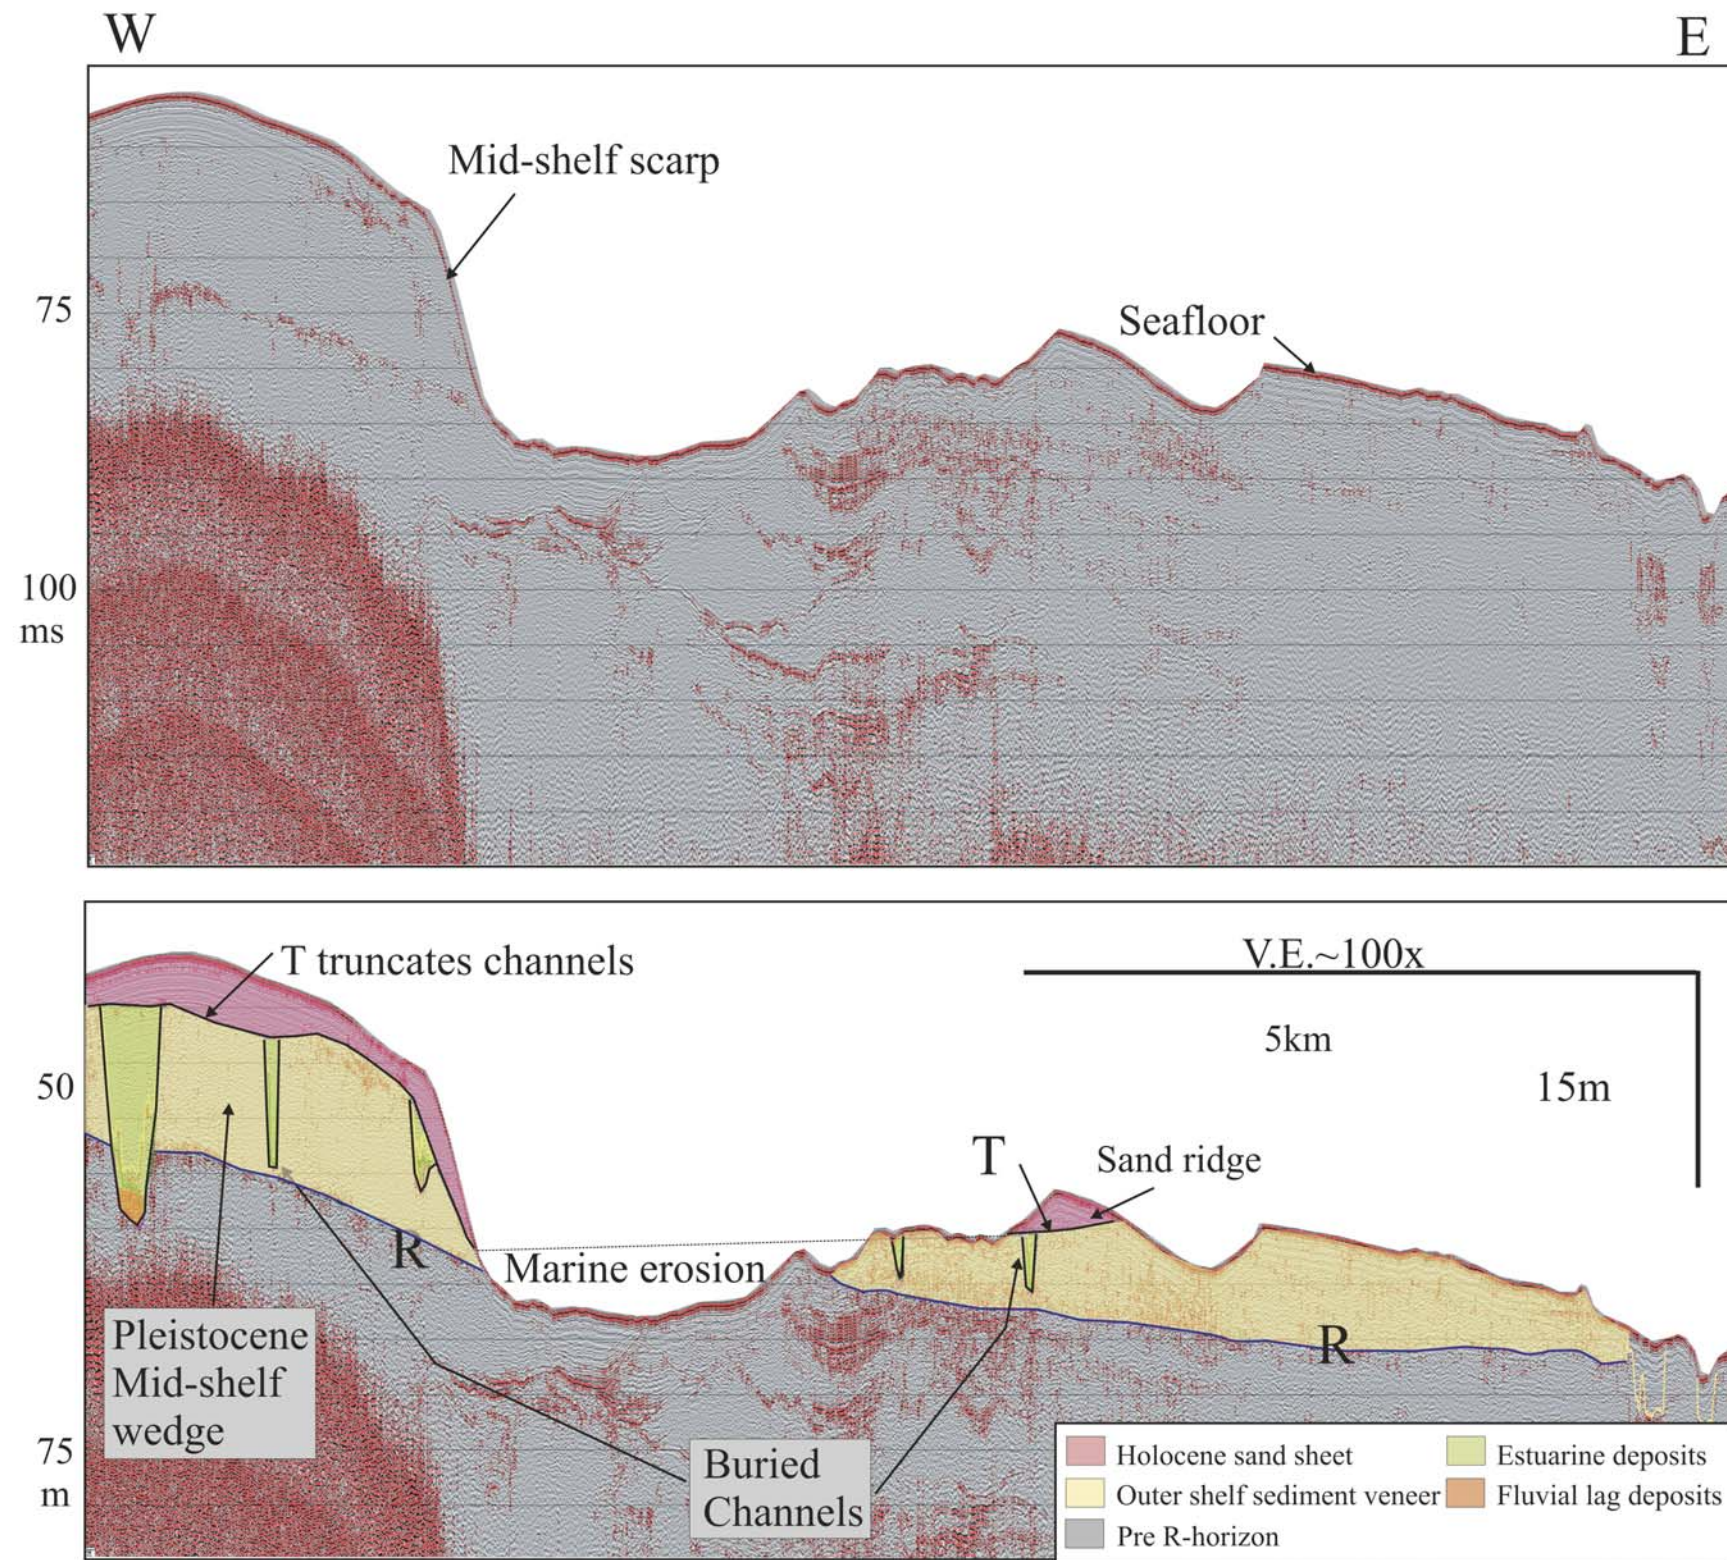 W
E
Mid-shelf scarp
75
Seafloor
100
ms
T truncates channels
V.E.~100x
5km
15m
50
T
Sand ridge
R
Marine erosion
Pleistocene
Mid-shelf
wedge
R
75
m
Buried
Channels
Holocene sand sheet
Estuarine deposits
Outer shelf sediment veneer
Fluvial lag deposits
Pre R-horizon